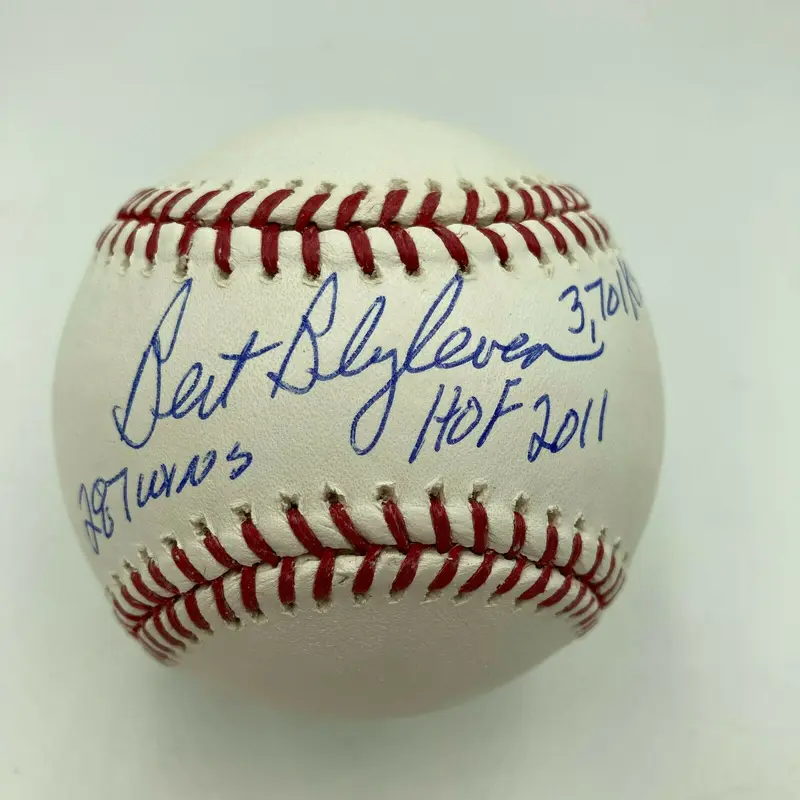 Bert Blyleven
3,701 K's
HOF 2011
287 WINS